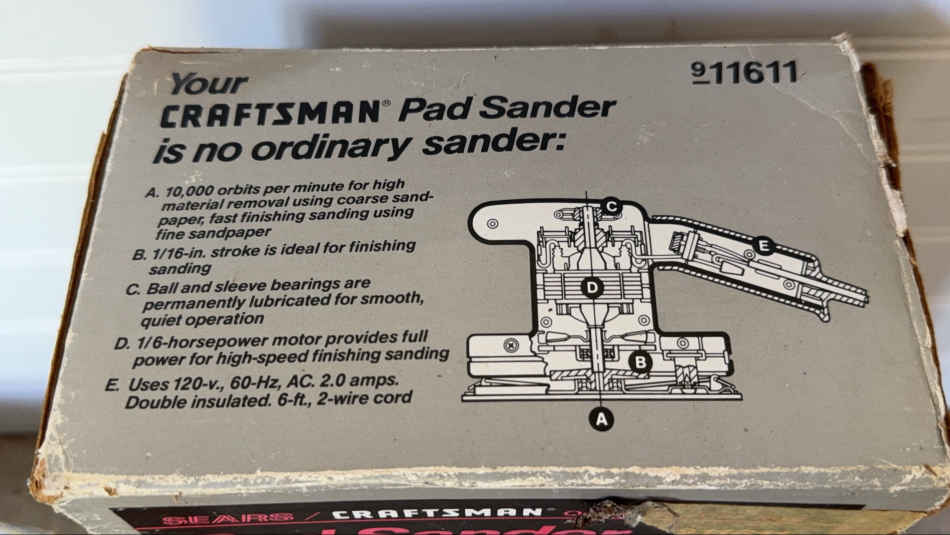 Your
CRAFTSMAN® Pad Sander
is no ordinary sander:
911611
A. 10,000 orbits per minute for high
material removal using coarse sand-
paper, fast finishing sanding using
fine sandpaper
B. 1/16-in. stroke is ideal for finishing
sanding
C. Ball and sleeve bearings are
permanently lubricated for smooth,
quiet operation
D. 1/6-horsepower motor provides full
power for high-speed finishing sanding
E. Uses 120-v., 60-Hz, AC. 2.0 amps.
Double insulated. 6-ft., 2-wire cord
C
E
D
B
A
SEARS / CRAFTSMAN®
Sander